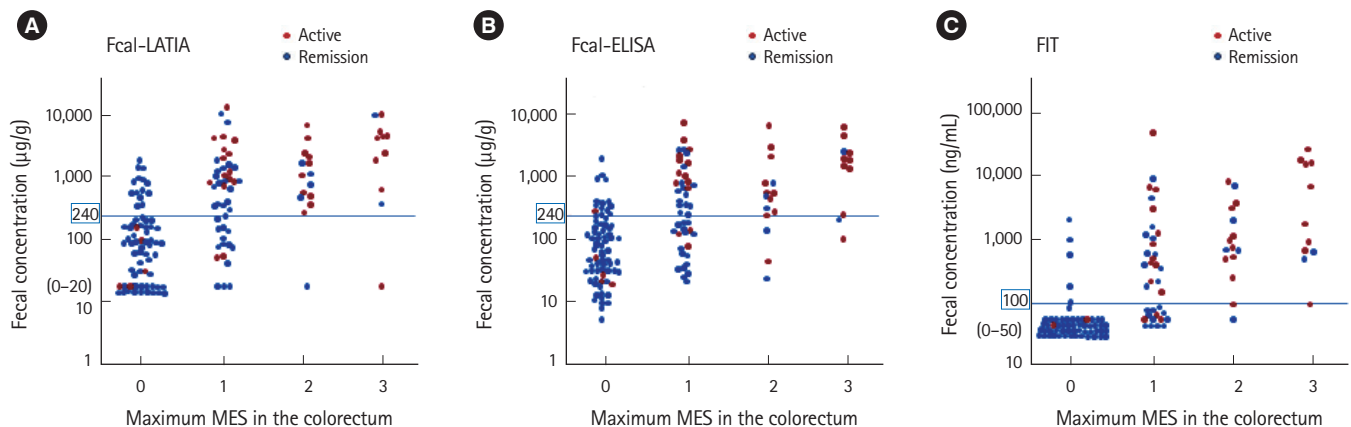 A
Fcal-LATIA
Active
Remission
Fecal concentration (µg/g)
10,000
1,000
240
100
(0–20)
10
1
0 1 2 3
Maximum MES in the colorectum
B
Fcal-ELISA
Active
Remission
Fecal concentration (µg/g)
10,000
1,000
240
100
10
1
0 1 2 3
Maximum MES in the colorectum
C
FIT
Active
Remission
Fecal concentration (ng/mL)
100,000
10,000
1,000
100
(0–50)
10
0 1 2 3
Maximum MES in the colorectum